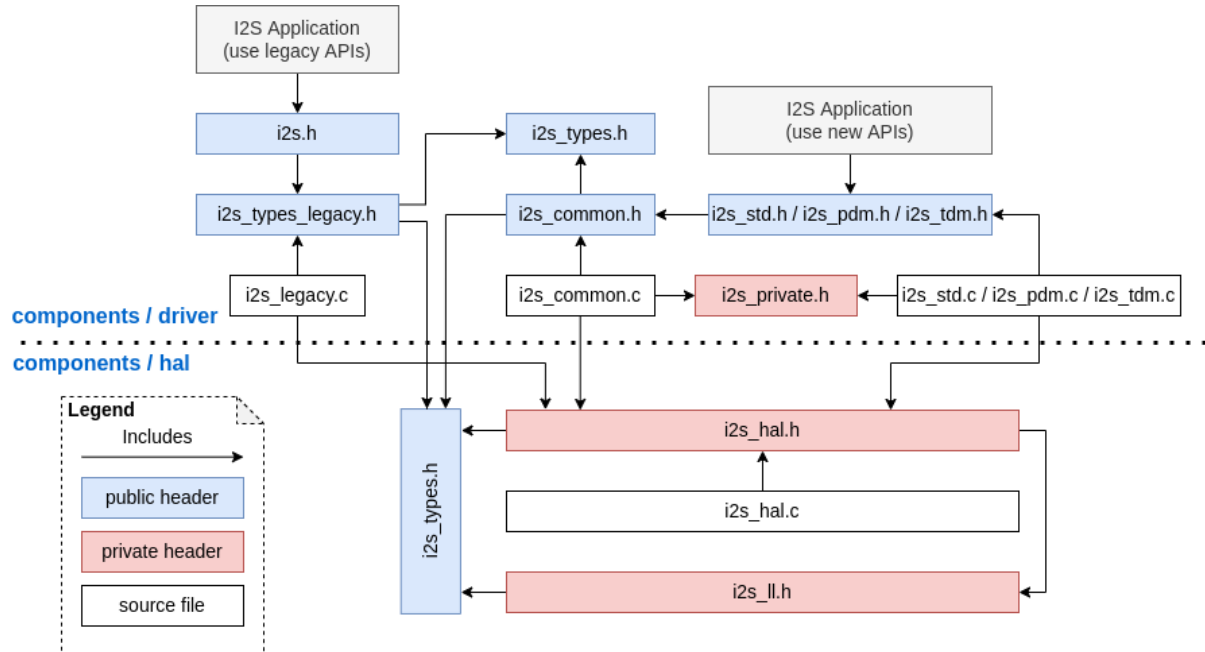 I2S Application
(use legacy APIs)
i2s.h
i2s_types.h
I2S Application
(use new APIs)
i2s_types_legacy.h
i2s_common.h
i2s_std.h / i2s_pdm.h / i2s_tdm.h
i2s_legacy.c
i2s_common.c
i2s_private.h
i2s_std.c / i2s_pdm.c / i2s_tdm.c
components / driver
components / hal
Legend
Includes
public header
private header
source file
i2s_types.h
i2s_hal.h
i2s_hal.c
i2s_ll.h